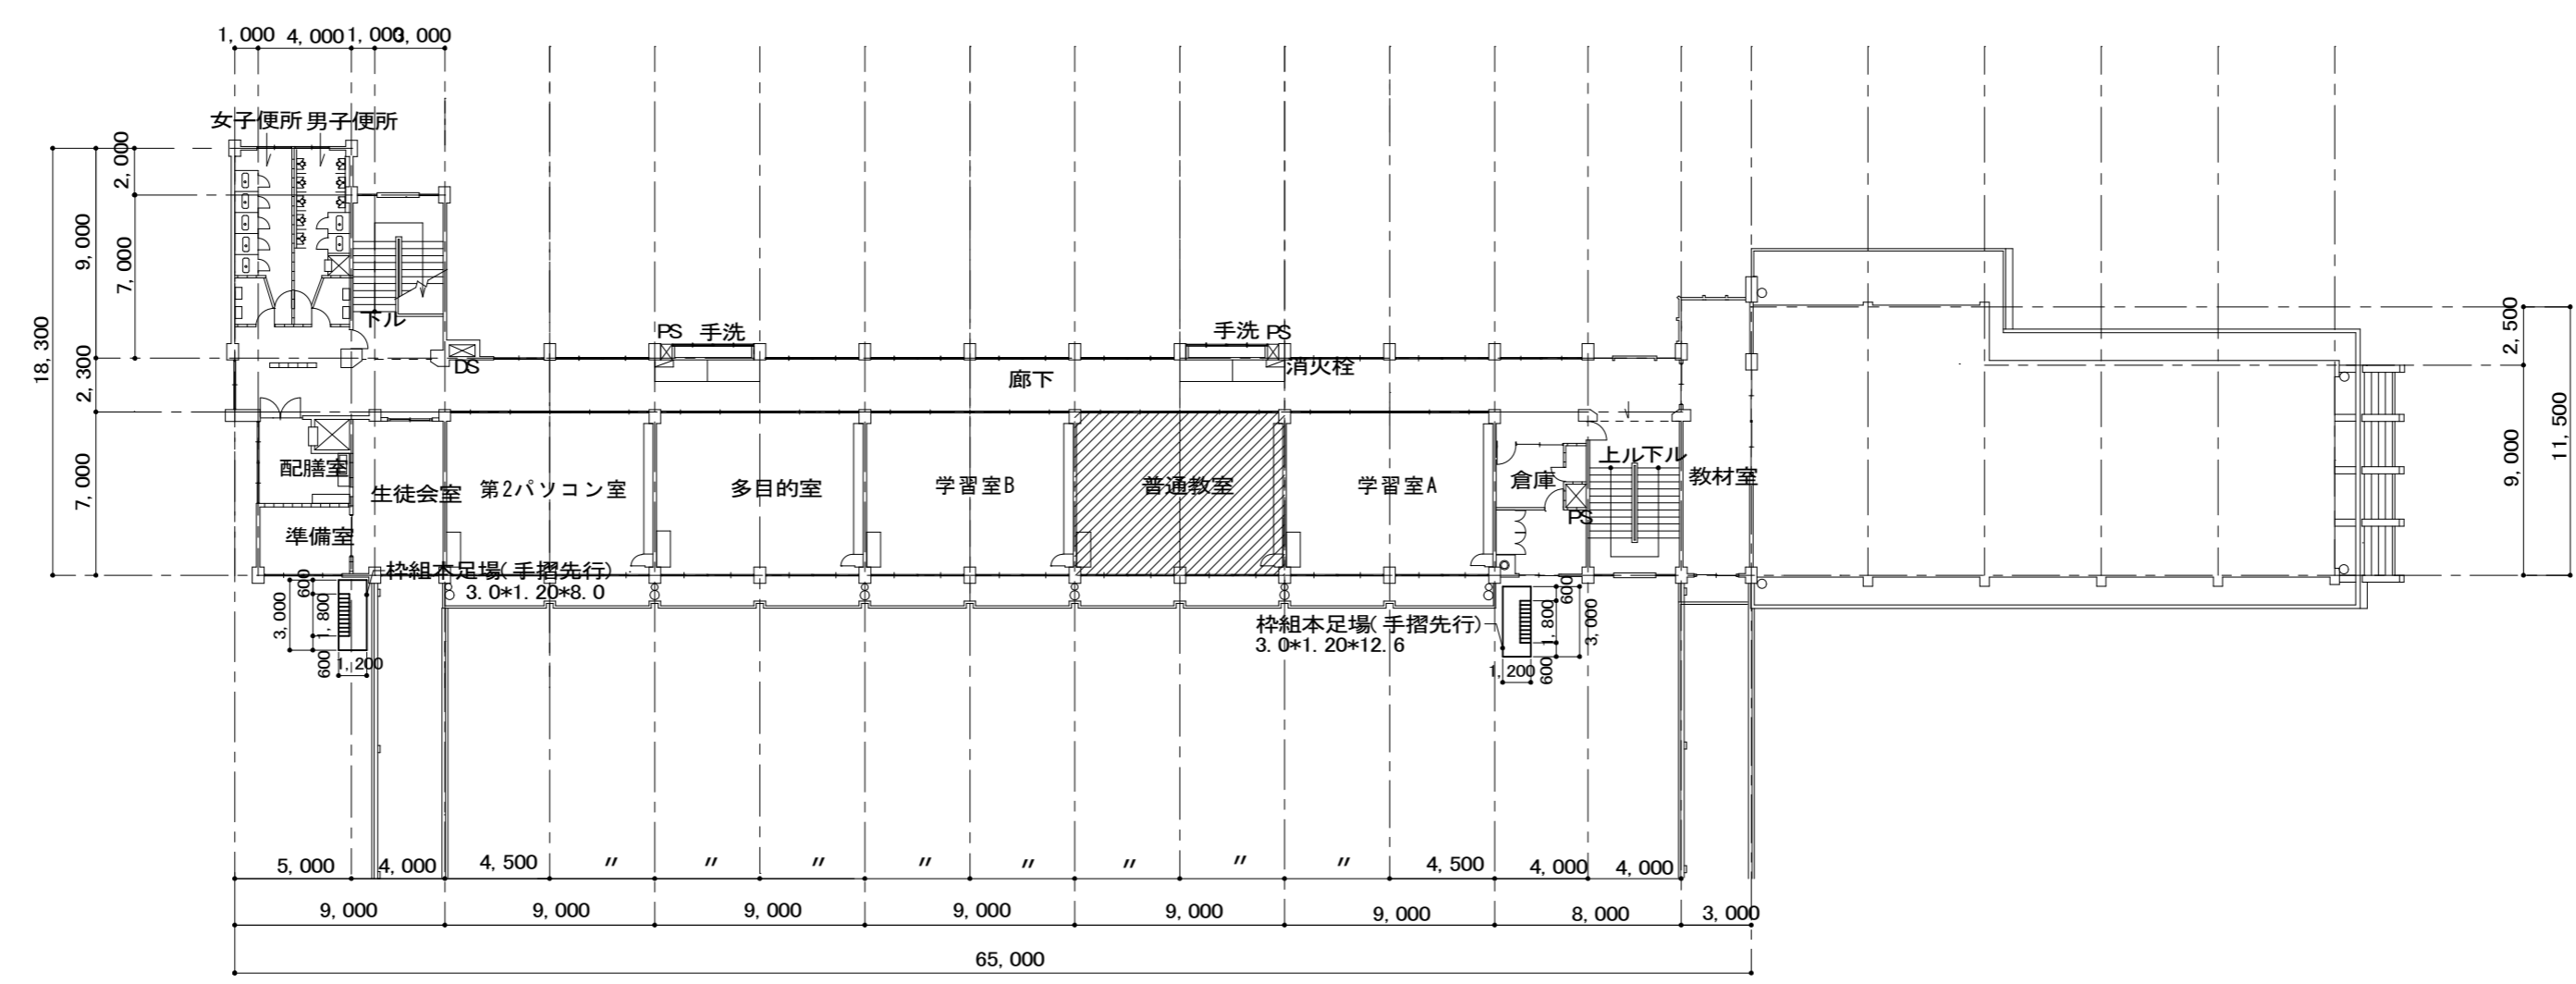 1,000
4,000
1,000
3,000
女子便所
男子便所
2,000
9,000
7,000
18,300
2,300
7,000
下ル
DS
PS
手洗
手洗
PS
消火栓
廊下
2,500
11,500
9,000
配膳室
生徒会室
第2パソコン室
多目的室
学習室B
普通教室
学習室A
倉庫
PS
上ル下ル
教材室
準備室
枠組本足場(手摺先行)
3.0*1.20*8.0
600
3,000
1,800
600
1,200
枠組本足場(手摺先行)
3.0*1.20*12.6
600
1,800
3,000
1,200
600
5,000
4,000
4,500
〃
〃
〃
〃
〃
〃
〃
〃
4,500
4,000
4,000
9,000
9,000
9,000
9,000
9,000
9,000
8,000
3,000
65,000